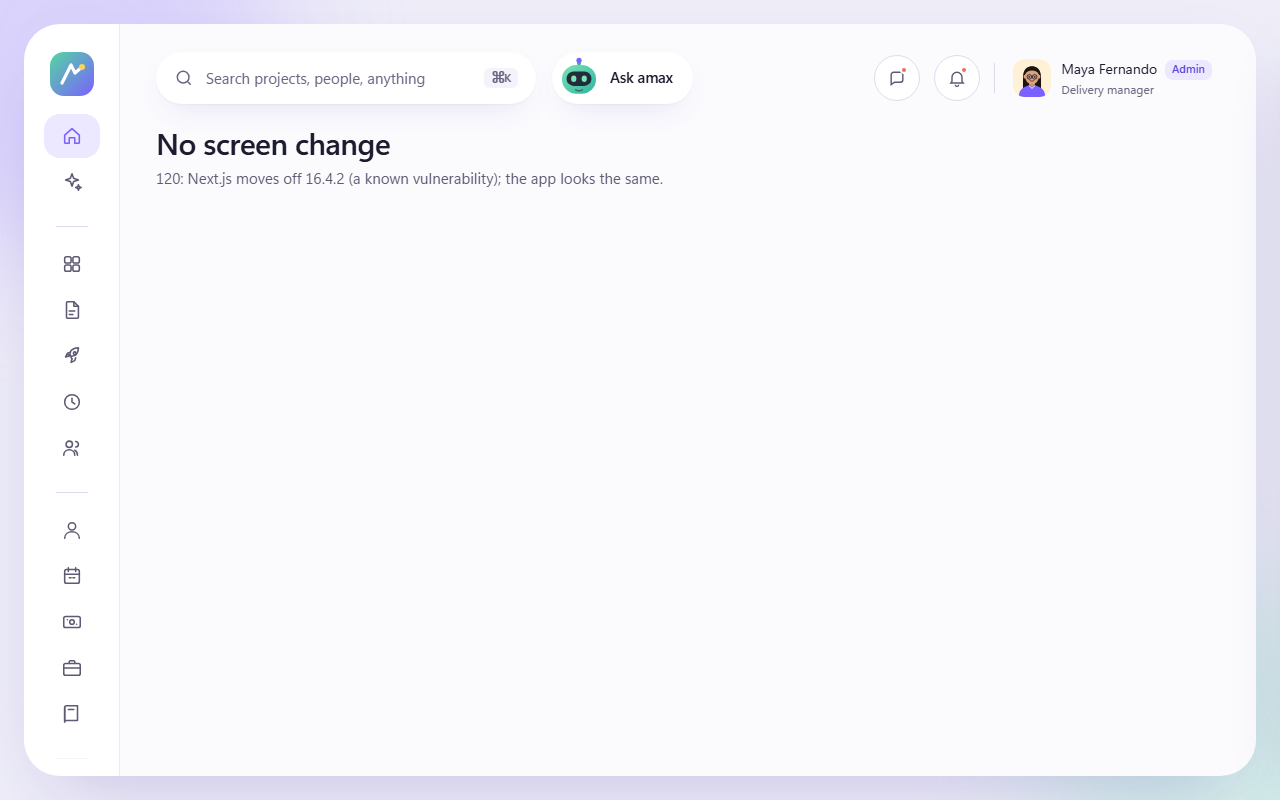 Search projects, people, anything
⌘K
Ask amax
Maya Fernando
Admin
Delivery manager
No screen change
120: Next.js moves off 16.4.2 (a known vulnerability); the app looks the same.